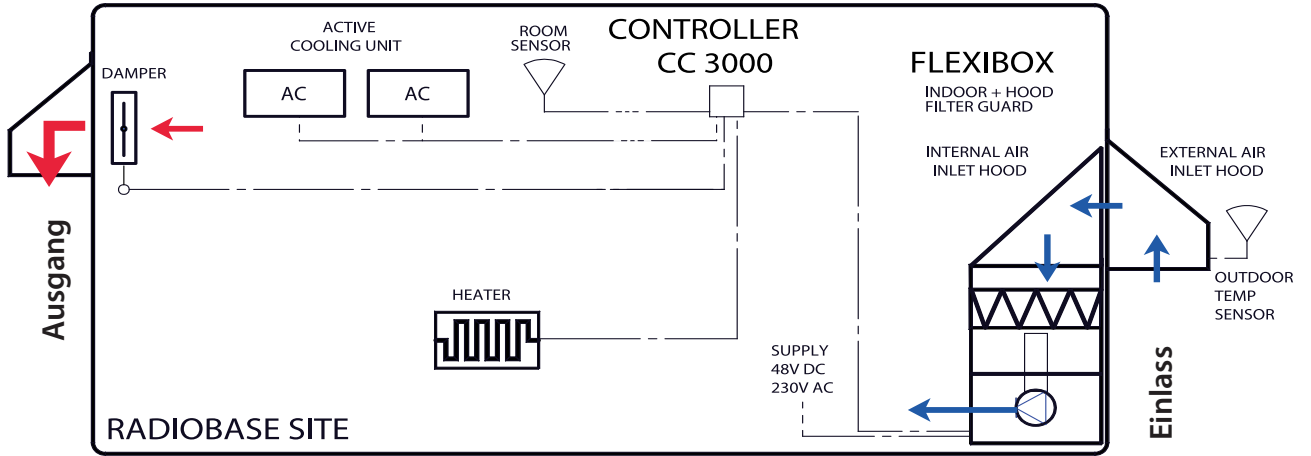 DAMPER
ACTIVE
COOLING UNIT
AC
AC
ROOM
SENSOR
CONTROLLER
CC 3000
FLEXIBOX
INDOOR + HOOD
FILTER GUARD
INTERNAL AIR
INLET HOOD
EXTERNAL AIR
INLET HOOD
OUTDOOR
TEMP
SENSOR
Ausgang
HEATER
SUPPLY
48V DC
230V AC
Einlass
RADIOBASE SITE